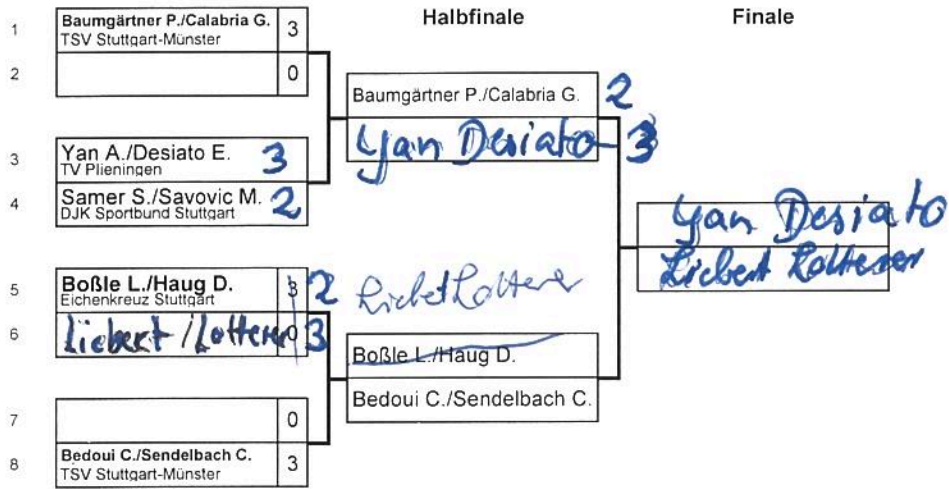 Halbfinale
Finale
1
Baumgärtner P./Calabria G. 3
TSV Stuttgart-Münster
2
0
Baumgärtner P./Calabria G. 2
Yan Desiato 3
3
Yan A./Desiato E. 3
TV Plieningen
4
Samer S./Savovic M. 2
DJK Sportbund Stuttgart
Yan Desiato
Liebert Lotterer
5
Boßle L./Haug D. 3 2
Eichenkreuz Stuttgart
Liebet Lotterer
6
Liebert / Lotterer 0 3
Boßle L./Haug D.
Bedoui C./Sendelbach C.
7
0
8
Bedoui C./Sendelbach C. 3
TSV Stuttgart-Münster